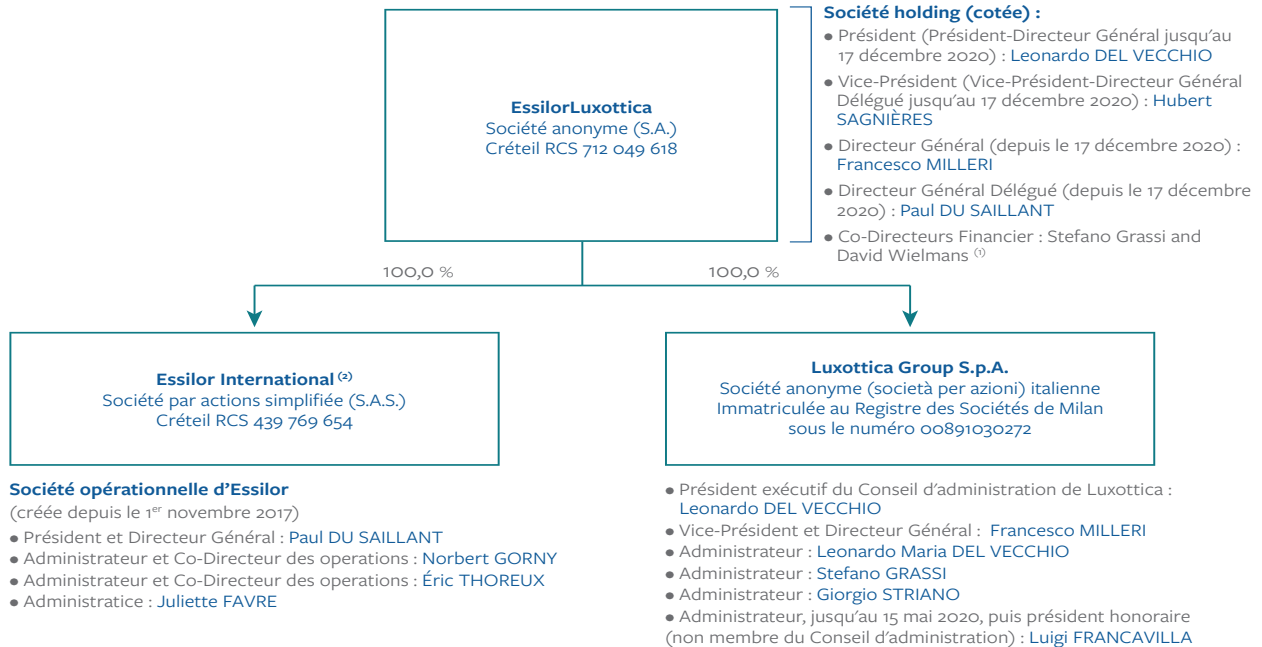 EssilorLuxottica
Société anonyme (S.A.)
Créteil RCS 712 049 618
Société holding (cotée) :
● Président (Président-Directeur Général jusqu'au
17 décembre 2020) : Leonardo DEL VECCHIO
● Vice-Président (Vice-Président-Directeur Général
Délégué jusqu'au 17 décembre 2020) : Hubert
SAGNIÈRES
● Directeur Général (depuis le 17 décembre 2020) :
Francesco MILLERI
● Directeur Général Délégué (depuis le 17 décembre
2020) : Paul DU SAILLANT
● Co-Directeurs Financier : Stefano Grassi and
David Wielmans (1)
100,0 %
100,0 %
Essilor International (2)
Société par actions simplifiée (S.A.S.)
Créteil RCS 439 769 654
Luxottica Group S.p.A.
Société anonyme (società per azioni) italienne
Immatriculée au Registre des Sociétés de Milan
sous le numéro 00891030272
Société opérationnelle d'Essilor
(créée depuis le 1er novembre 2017)
● Président et Directeur Général : Paul DU SAILLANT
● Administrateur et Co-Directeur des operations : Norbert GORNY
● Administrateur et Co-Directeur des operations : Éric THOREUX
● Administratice : Juliette FAVRE
● Président exécutif du Conseil d'administration de Luxottica :
Leonardo DEL VECCHIO
● Vice-Président et Directeur Général : Francesco MILLERI
● Administrateur : Leonardo Maria DEL VECCHIO
● Administrateur : Stefano GRASSI
● Administrateur : Giorgio STRIANO
● Administrateur, jusqu'au 15 mai 2020, puis président honoraire
(non membre du Conseil d'administration) : Luigi FRANCAVILLA